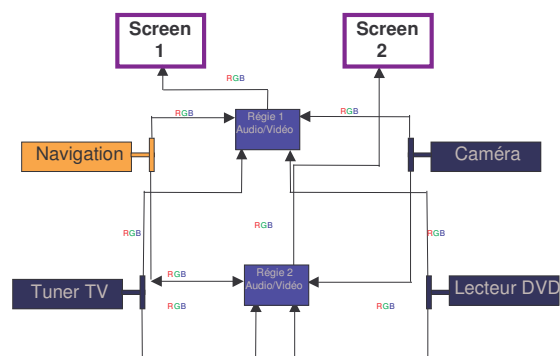 Screen
1
Screen
2
RGB
RGB
Régie 1
Audio/Vidéo
RGB
Navigation
Caméra
RGB
RGB
RGB
Tuner TV
RGB
Régie 2
Audio/Vidéo
Lecteur DVD
RGB
RGB